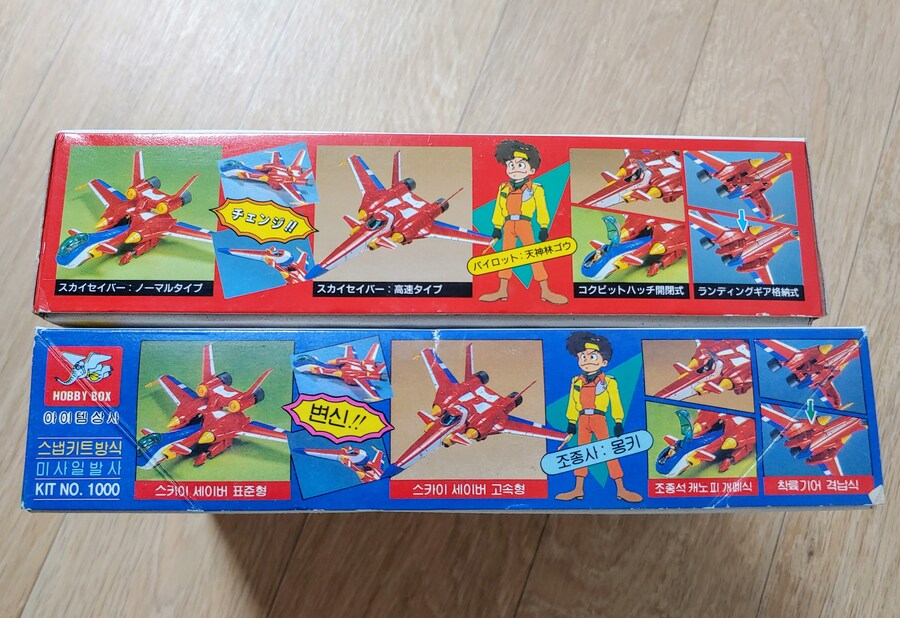 チェンジ!!
スカイセイバー:ノーマルタイプ
スカイセイバー:高速タイプ
パイロット:天神林ゴウ
コクピットハッチ開閉式
ランディングギア格納式
HOBBY BOX
아이템상사
스냅키트방식
미사일발사
KIT NO. 1000
변신!!
스카이 세이버 표준형
스카이 세이버 고속형
조종사 : 몽키
조종석 캐노피 개폐식
착륙기어 격납식